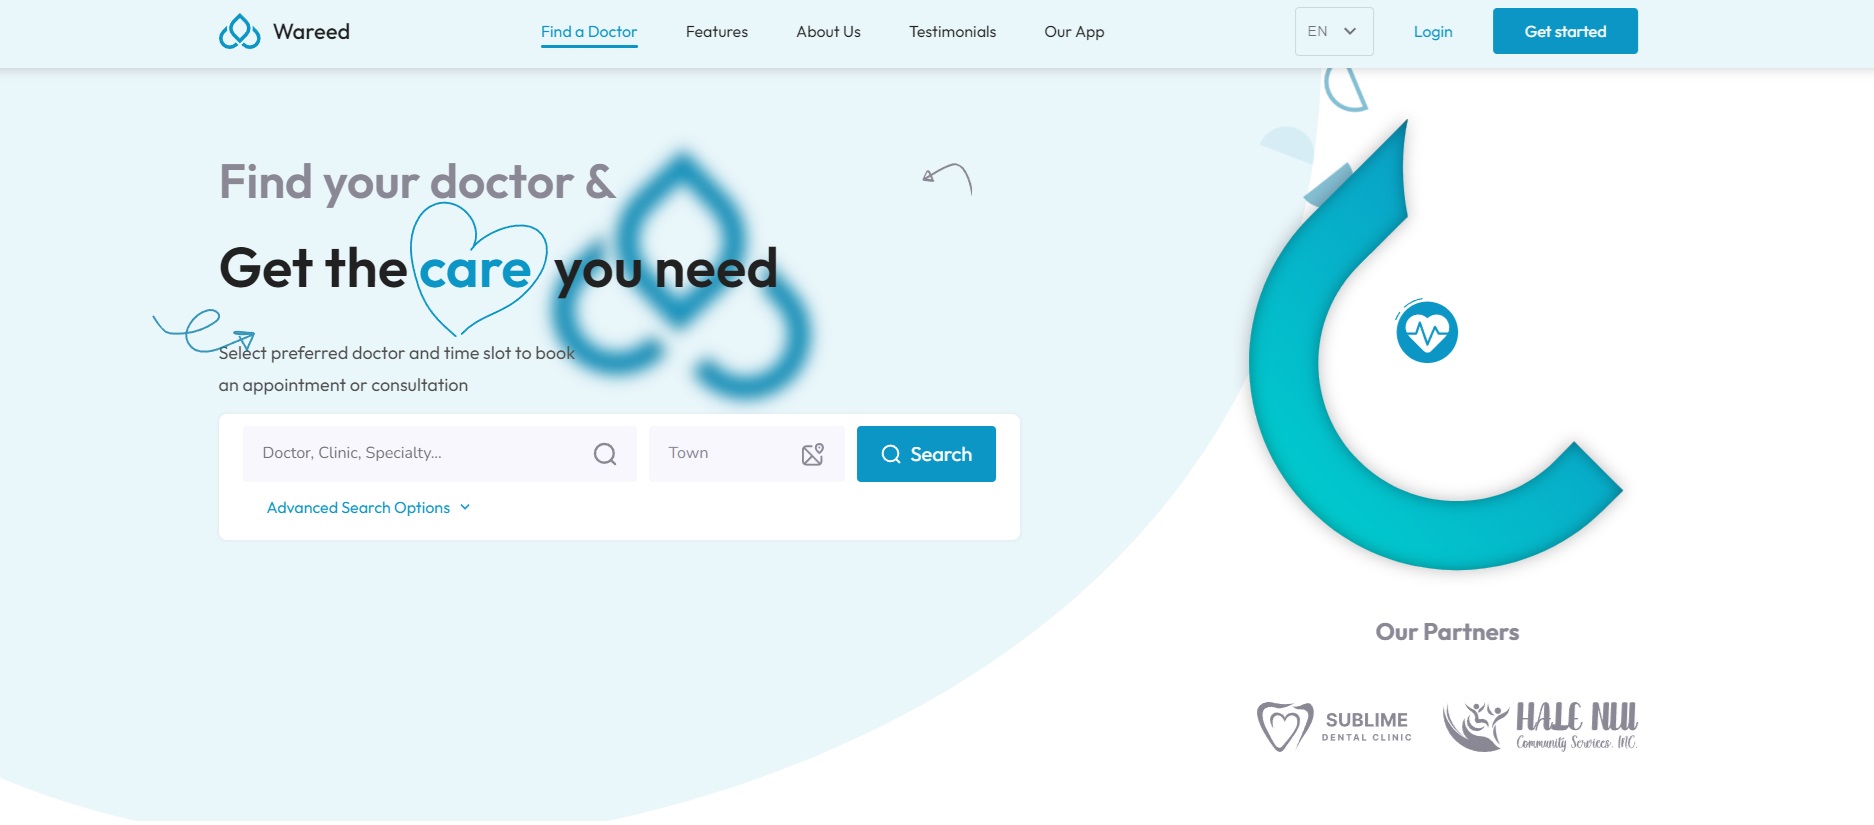 Wareed
Find a Doctor
Features
About Us
Testimonials
Our App
EN
Login
Get started
Find your doctor &
Get the care you need
Select preferred doctor and time slot to book
an appointment or consultation
Doctor, Clinic, Specialty...
Town
Search
Advanced Search Options
Our Partners
SUBLIME
DENTAL CLINIC
HALE NUI
Community Services, INC.